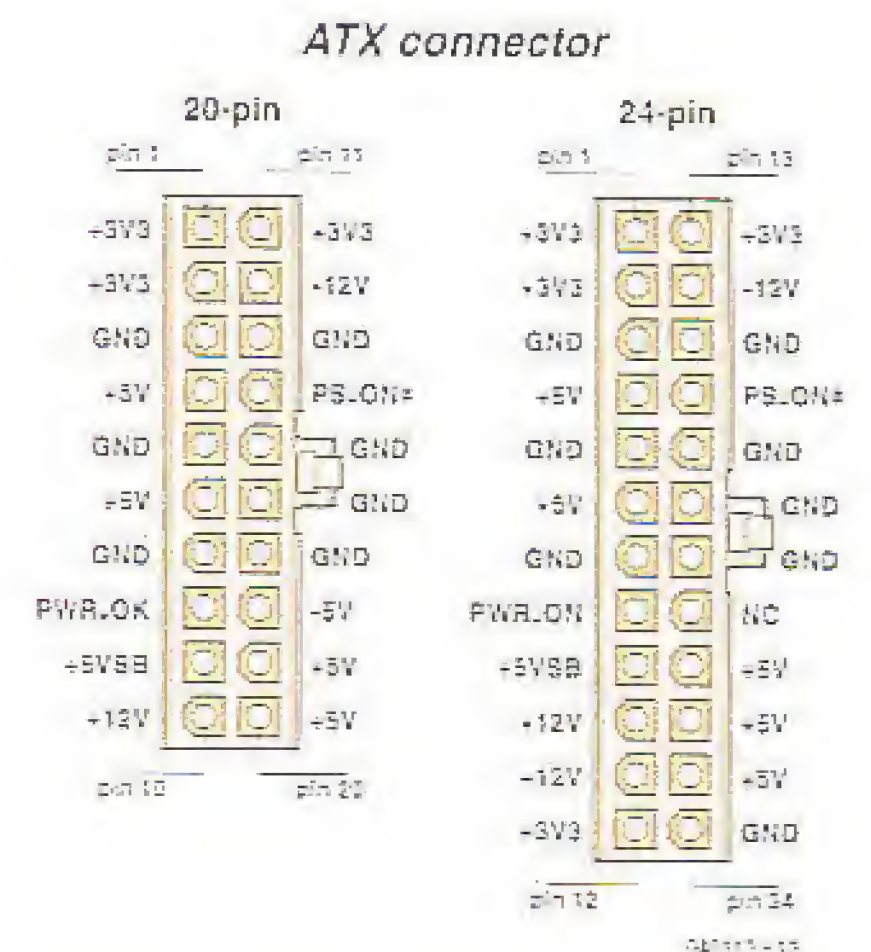 ATX connector
20-pin
24-pin
pin 1
pin 11
pin 1
pin 13
+3V3
+3V3
+3V3
+3V3
+3V3
-12V
+3V3
-12V
GND
GND
GND
GND
+5V
PS_ON#
+5V
PS_ON#
GND
GND
GND
GND
+5V
GND
+5V
GND
GND
GND
GND
GND
PWR_OK
-5V
PWR_ON
NC
+5VSB
+5V
+5VSB
+5V
+12V
+5V
+12V
+5V
+12V
+5V
+3V3
GND
pin 10
pin 20
pin 12
pin 24